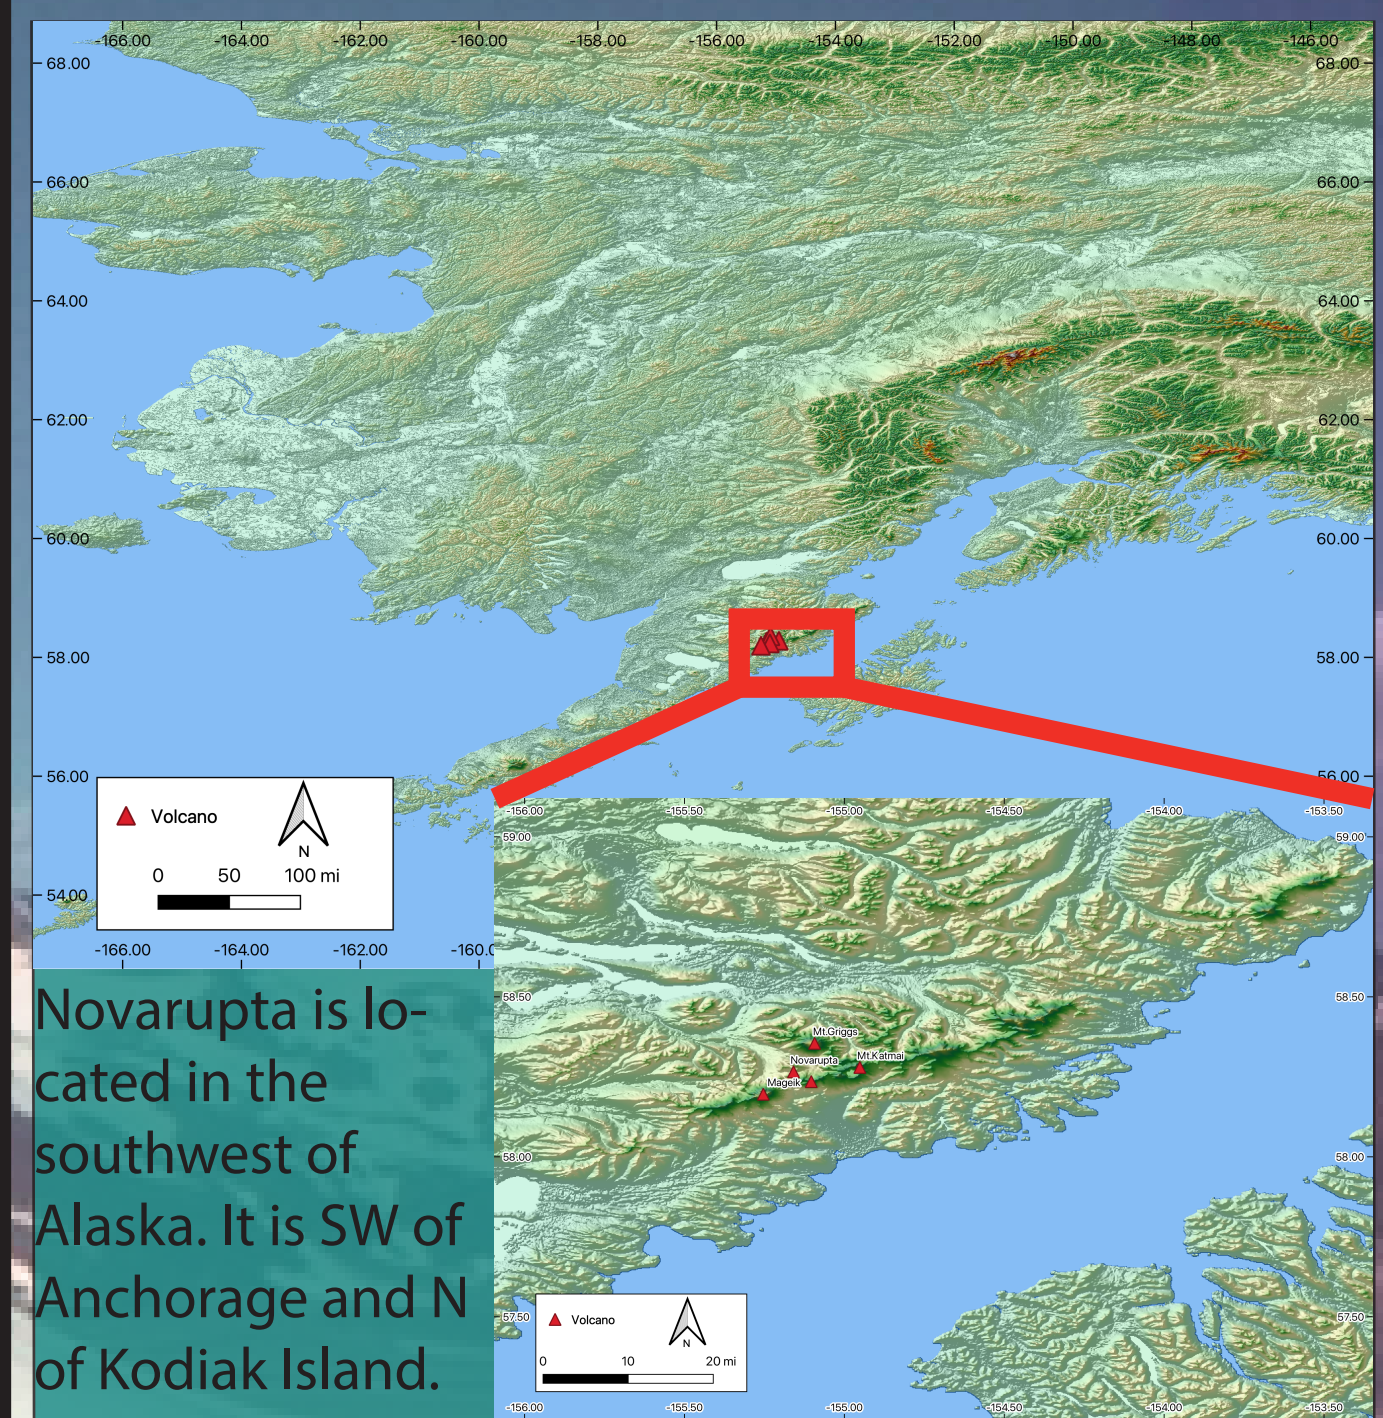 -166.00 -164.00 -162.00 -160.00 -158.00 -156.00 -154.00 -152.00 -150.00 -148.00 -146.00
68.00 68.00
66.00 66.00
64.00 64.00
62.00 62.00
60.00 60.00
58.00 58.00
56.00 56.00
54.00
Volcano
N
0 50 100 mi
-166.00 -164.00 -162.00 -160.0
-156.00 -155.50 -155.00 -154.50 -154.00 -153.50
59.00 59.00
58.50 58.50
Mt.Griggs
Mt.Katmai
Novarupta
Mageik
58.00 58.00
57.50 57.50
Volcano
N
0 10 20 mi
-156.00 -155.50 -155.00 -154.50 -154.00 -153.50
Novarupta is lo-
cated in the
southwest of
Alaska. It is SW of
Anchorage and N
of Kodiak Island.